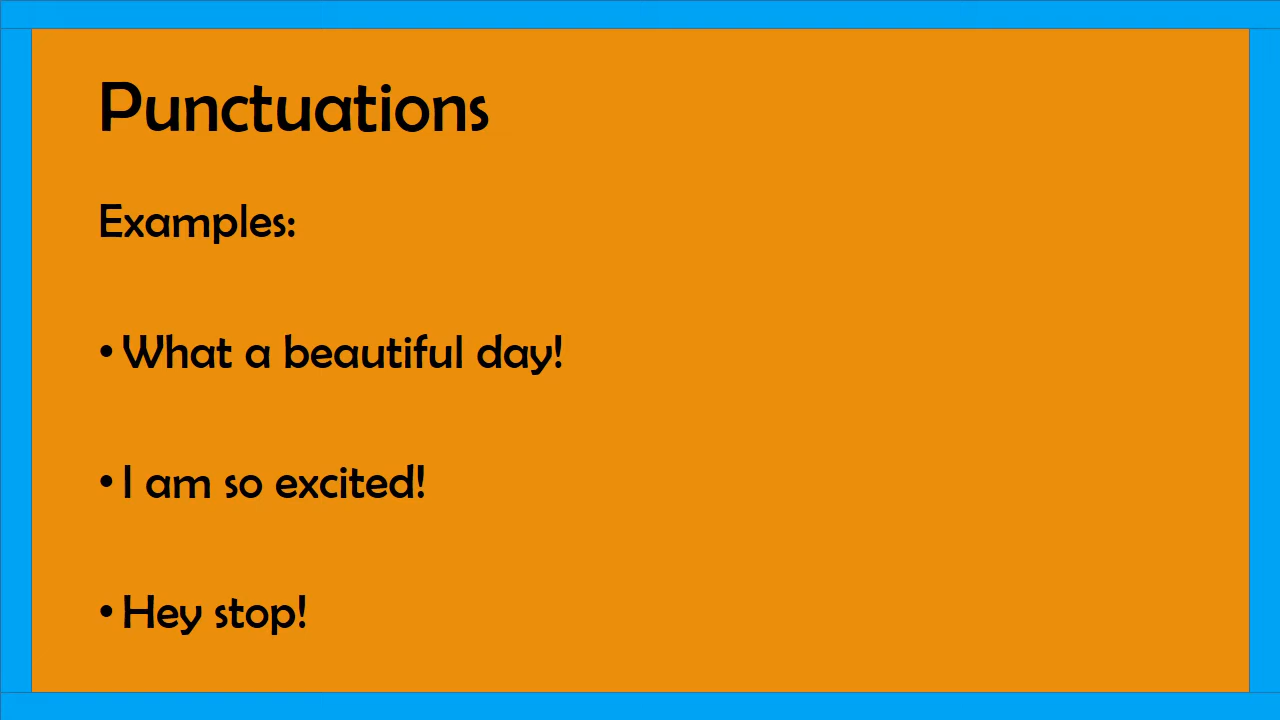 Punctuations
Examples:
• What a beautiful day!
• I am so excited!
• Hey stop!